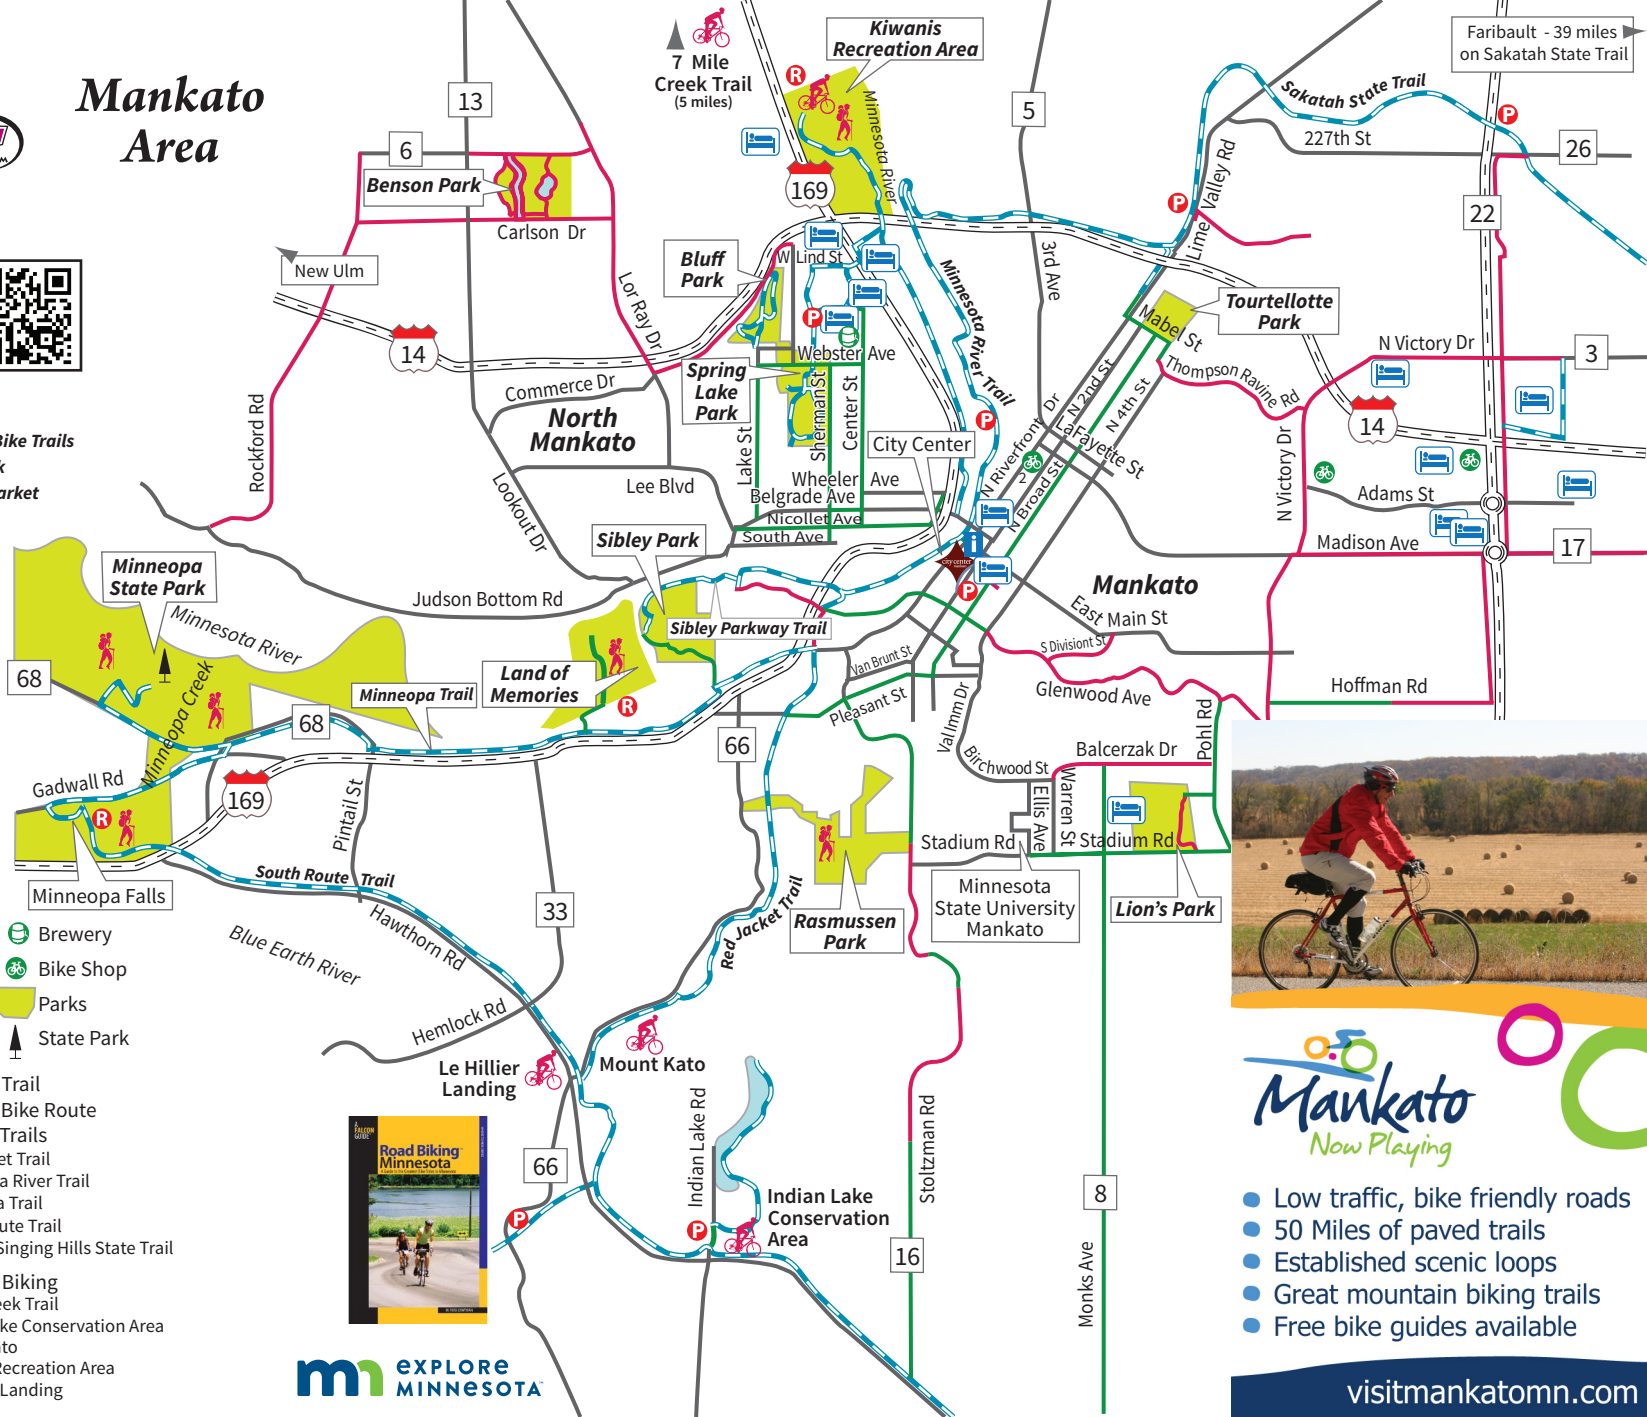 Mankato
Area
7 Mile
Creek Trail
(5 miles)
Kiwanis
Recreation Area
Faribault - 39 miles
on Sakatah State Trail
Sakatah State Trail
227th St
26
22
13
6
5
R
P
169
Minnesota River
Benson Park
Carlson Dr
New Ulm
14
Lor Ray Dr
Bluff
Park
W Lind St
3rd Ave
Lime Valley Rd
Minnesota River Trail
Tourtellotte
Park
Mabel St
N Victory Dr
3
Thompson Ravine Rd
Webster Ave
Spring
Lake
Park
Commerce Dr
North
Mankato
Sherman St
Center St
Lake St
City Center
N Riverfront Dr
N 2nd St
2
N 4th St
LaFayette St
N Broad St
14
N Victory Dr
Adams St
Madison Ave
17
Rockford Rd
Bike Trails
Lee Blvd
Lookout Dr
Wheeler Ave
Belgrade Ave
Nicollet Ave
South Ave
Sibley Park
city center
Mankato
Judson Bottom Rd
Minneopa
State Park
Minnesota River
Sibley Parkway Trail
East Main St
S Divisiont St
Van Brunt St
Glenwood Ave
Hoffman Rd
68
Minneopa Creek
Minneopa Trail
Land of
Memories
R
Pleasant St
Valmm Dr
Pohl Rd
68
66
Birchwood St
Balcerzak Dr
Gadwall Rd
169
R
Pintail St
Ellis Ave
Warren St
Stadium Rd
Stadium Rd
Minneopa Falls
South Route Trail
Minnesota
State University
Mankato
Lion's Park
Rasmussen
Park
Red Jacket Trail
33
Hawthorn Rd
Blue Earth River
Hemlock Rd
Brewery
Bike Shop
Parks
State Park
Trail
Bike Route
Trails
et Trail
a River Trail
a Trail
ute Trail
Singing Hills State Trail
Biking
eek Trail
ke Conservation Area
ato
Recreation Area
Landing
Le Hillier
Landing
Mount Kato
Indian Lake Rd
Indian Lake
Conservation
Area
66
P
P
Stoltzman Rd
16
8
Monks Ave
A
FALCON
GUIDE
Road Biking
Minnesota
EXPLORE
MINNESOTA
Mankato
Now Playing
Low traffic, bike friendly roads
50 Miles of paved trails
Established scenic loops
Great mountain biking trails
Free bike guides available
visitmankatomn.com